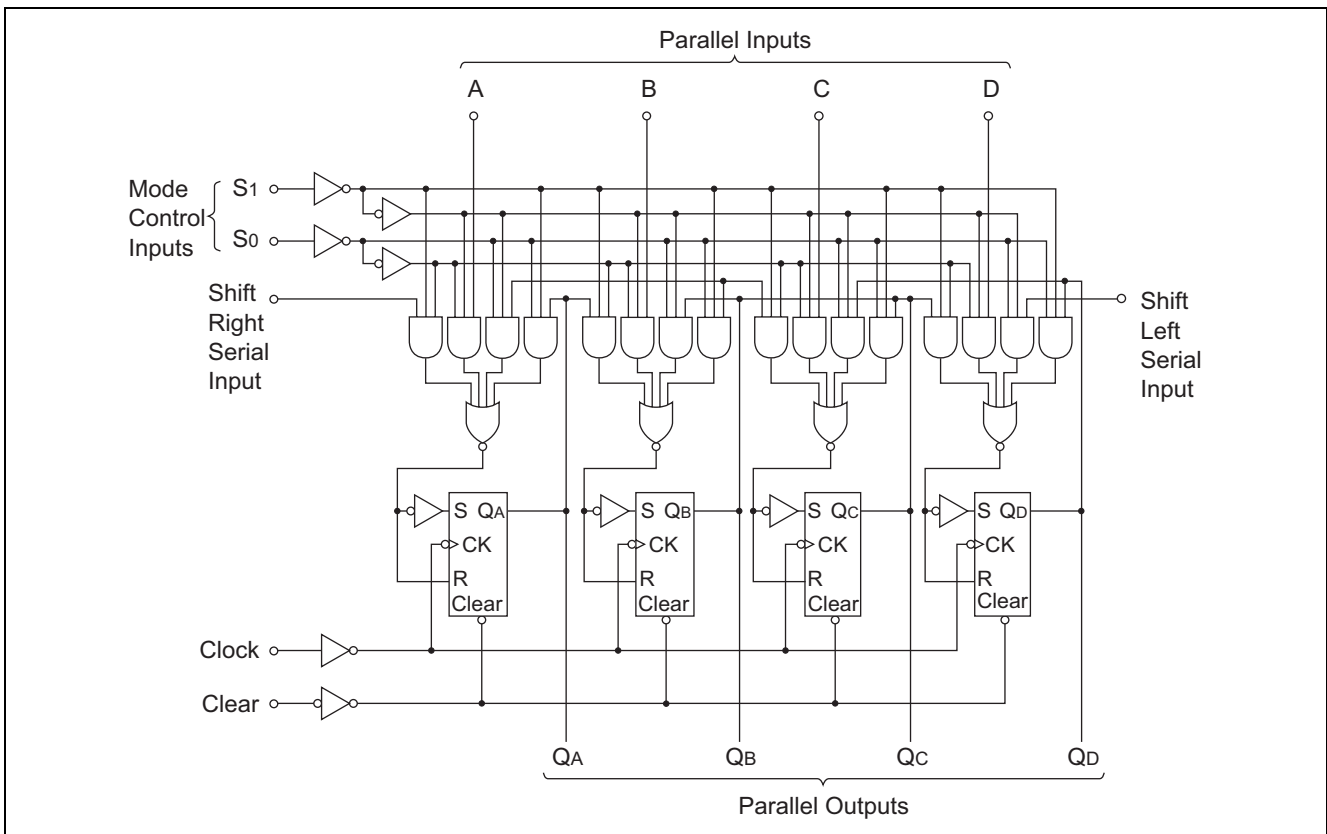 Parallel Inputs
A B C D
Mode
Control
Inputs
S1
S0
Shift
Right
Serial
Input
Shift
Left
Serial
Input
S QA
CK
R
Clear
S QB
CK
R
Clear
S QC
CK
R
Clear
S QD
CK
R
Clear
Clock
Clear
QA QB QC QD
Parallel Outputs